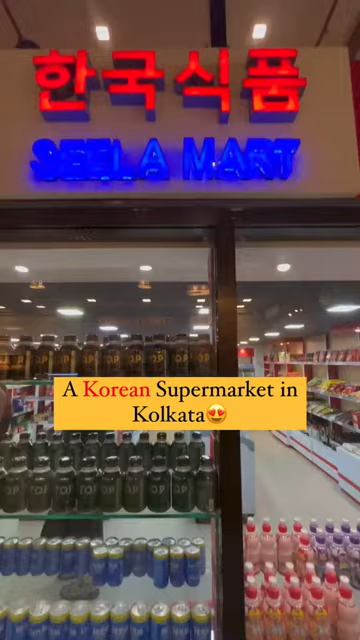 한국식품
SEELA MART
A Korean Supermarket in
Kolkata😍
T.O.P
T.O.P